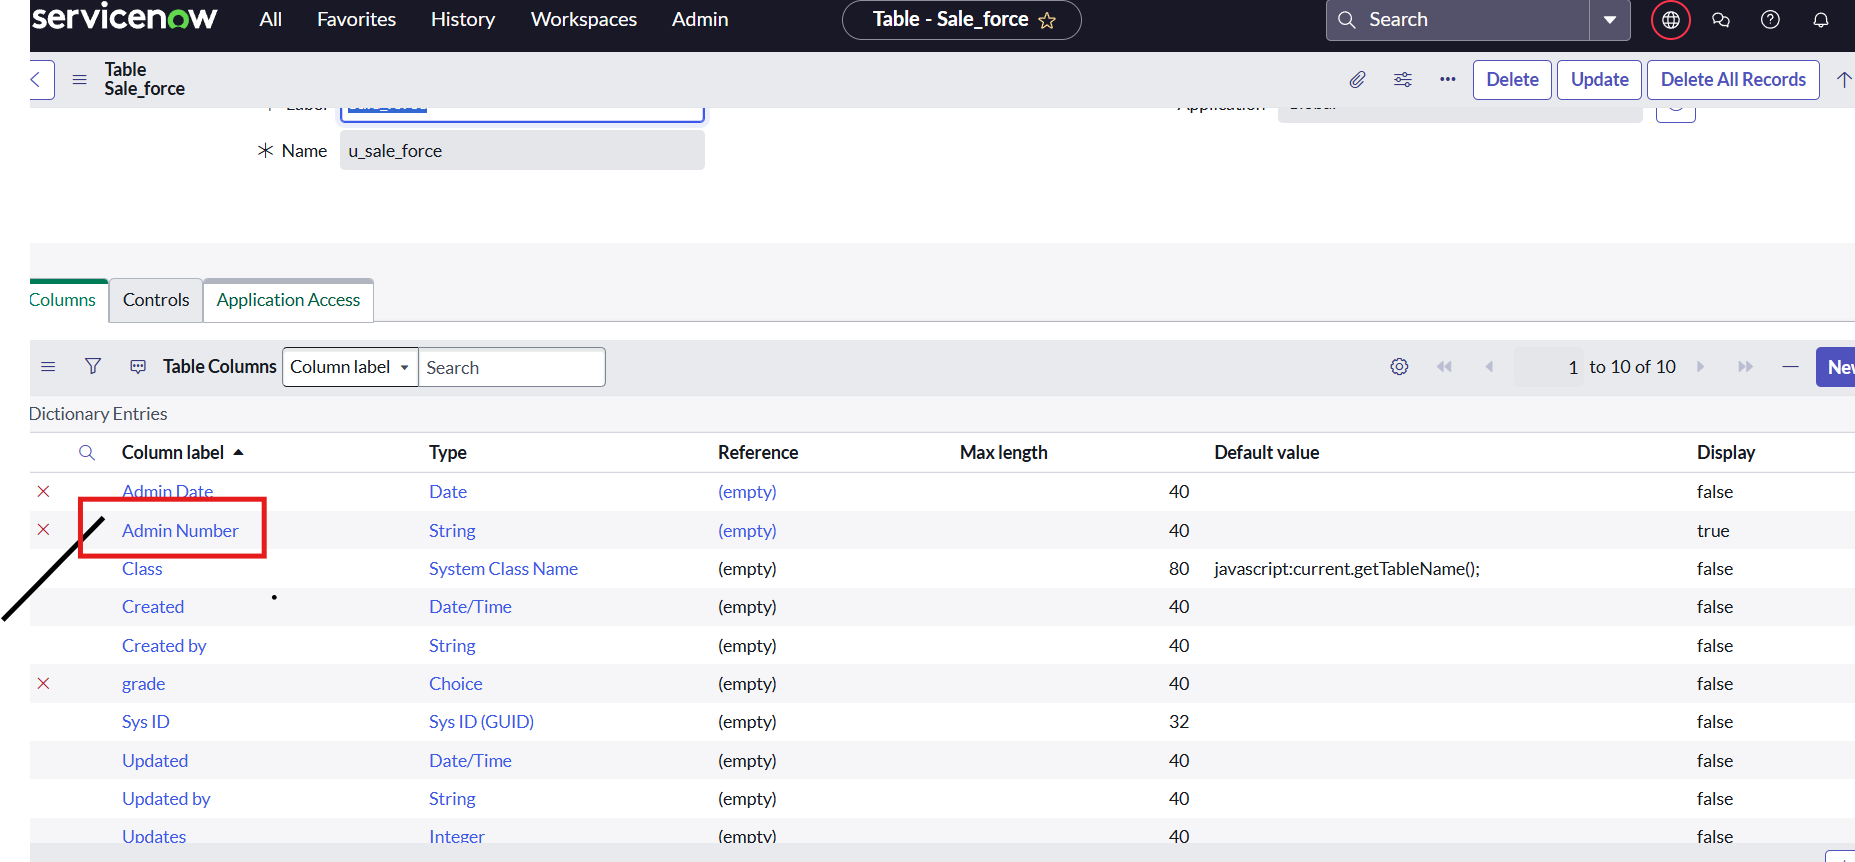 servicenow All Favorites History Workspaces Admin Table - Sale_force Search
Table
Sale_force
Delete Update Delete All Records
Label Application
Name u_sale_force
Columns Controls Application Access
Table Columns Column label Search 1 to 10 of 10
Dictionary Entries
Column label Type Reference Max length Default value Display
Admin Date Date (empty) 40 false
Admin Number String (empty) 40 true
Class System Class Name (empty) 80 javascript:current.getTableName(); false
Created Date/Time (empty) 40 false
Created by String (empty) 40 false
grade Choice (empty) 40 false
Sys ID Sys ID (GUID) (empty) 32 false
Updated Date/Time (empty) 40 false
Updated by String (empty) 40 false
Updates Integer (empty) 40 false